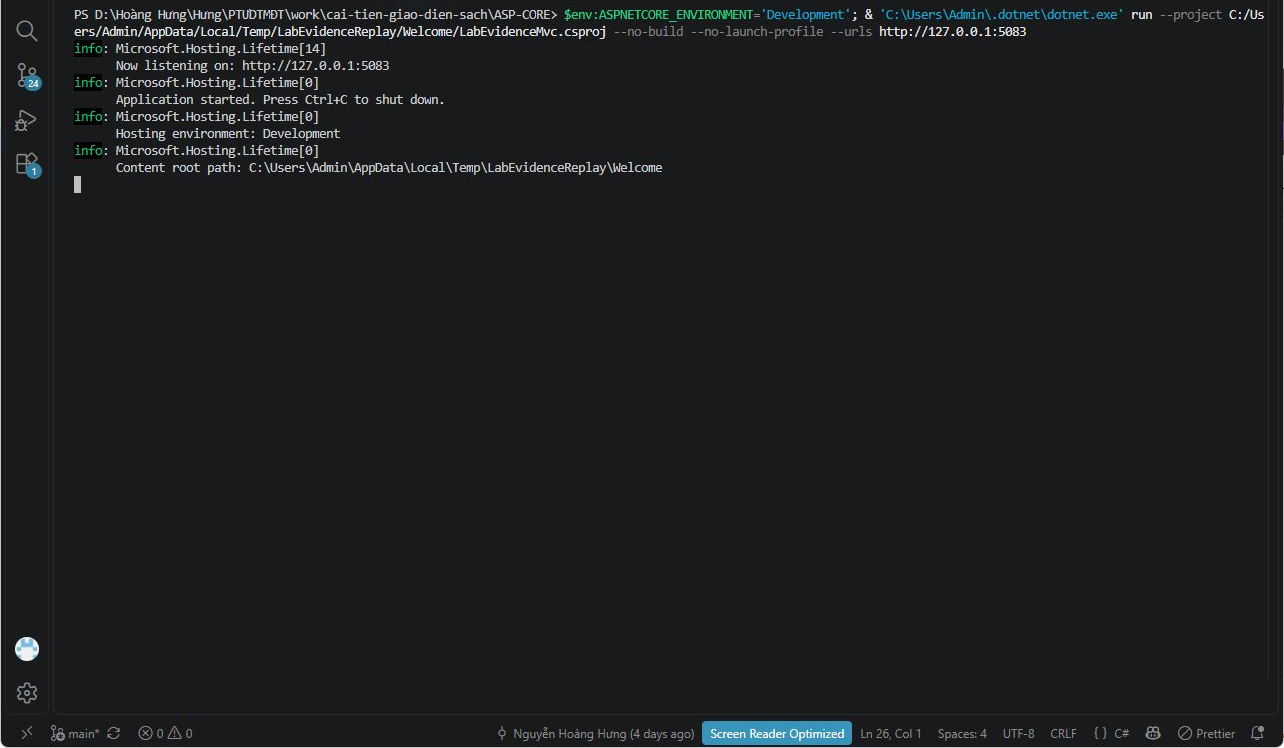 PS D:\Hoàng Hưng\Hưng\PTUDTMĐT\work\cai-tien-giao-dien-sach\ASP-CORE> $env:ASPNETCORE_ENVIRONMENT='Development'; & 'C:\Users\Admin\.dotnet\dotnet.exe' run --project C:/Us
ers/Admin/AppData/Local/Temp/LabEvidenceReplay/Welcome/LabEvidenceMvc.csproj --no-build --no-launch-profile --urls http://127.0.0.1:5083
info: Microsoft.Hosting.Lifetime[14]
Now listening on: http://127.0.0.1:5083
info: Microsoft.Hosting.Lifetime[0]
Application started. Press Ctrl+C to shut down.
info: Microsoft.Hosting.Lifetime[0]
Hosting environment: Development
info: Microsoft.Hosting.Lifetime[0]
Content root path: C:\Users\Admin\AppData\Local\Temp\LabEvidenceReplay\Welcome
24
1
main* 0 0 Nguyễn Hoàng Hưng (4 days ago) Screen Reader Optimized Ln 26, Col 1 Spaces: 4 UTF-8 CRLF { } C# Prettier